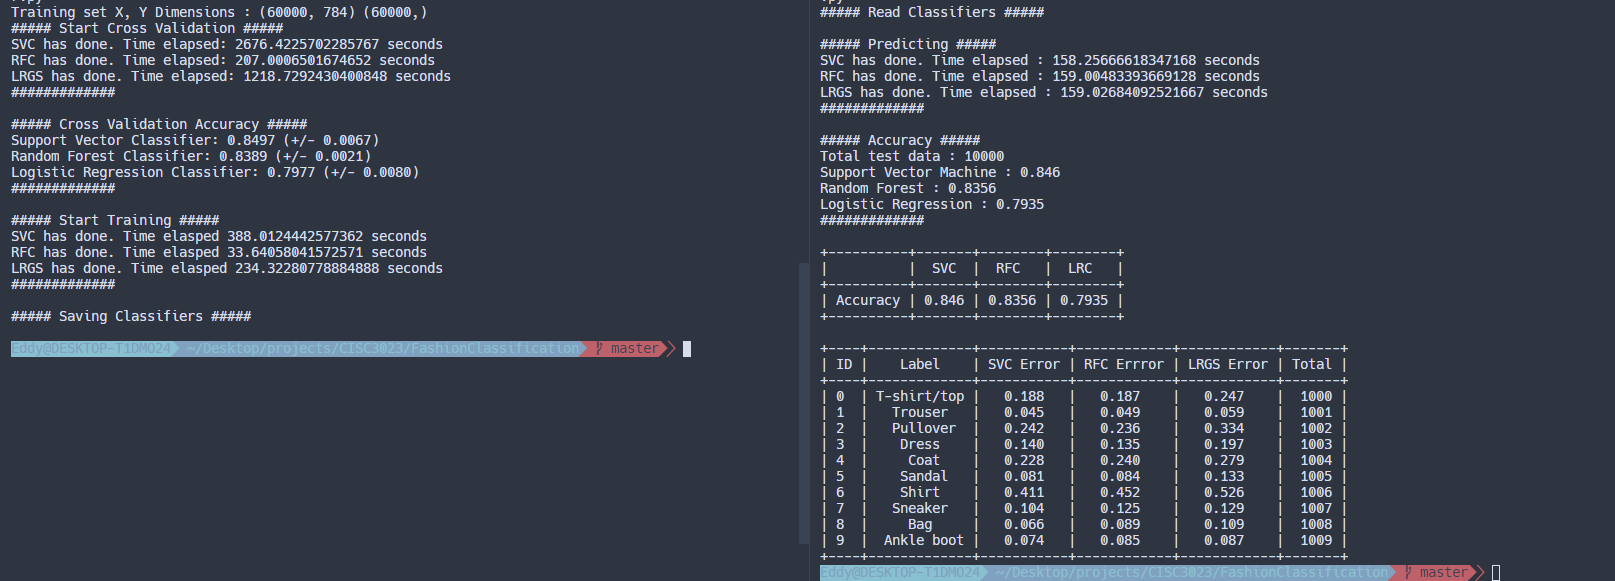 Training set X, Y Dimensions : (60000, 784) (60000,)
##### Start Cross Validation #####
SVC has done. Time elapsed: 2676.4225702285767 seconds
RFC has done. Time elapsed: 207.0006501674652 seconds
LRGS has done. Time elapsed: 1218.7292430400848 seconds
#############
##### Cross Validation Accuracy #####
Support Vector Classifier: 0.8497 (+/- 0.0067)
Random Forest Classifier: 0.8389 (+/- 0.0021)
Logistic Regression Classifier: 0.7977 (+/- 0.0080)
#############
##### Start Training #####
SVC has done. Time elasped 388.0124442577362 seconds
RFC has done. Time elasped 33.64058041572571 seconds
LRGS has done. Time elasped 234.32280778884888 seconds
#############
##### Saving Classifiers #####
Eddy@DESKTOP-T1DMO24 ~/Desktop/projects/CISC3023/FashionClassification master
##### Read Classifiers #####
##### Predicting #####
SVC has done. Time elapsed : 158.25666618347168 seconds
RFC has done. Time elapsed : 159.00483393669128 seconds
LRGS has done. Time elapsed : 159.02684092521667 seconds
#############
##### Accuracy #####
Total test data : 10000
Support Vector Machine : 0.846
Random Forest : 0.8356
Logistic Regression : 0.7935
#############
+----------+-------+--------+--------+
|          |  SVC  |  RFC   |  LRC   |
+----------+-------+--------+--------+
| Accuracy | 0.846 | 0.8356 | 0.7935 |
+----------+-------+--------+--------+
+----+-------------+-----------+------------+------------+-------+
| ID |    Label    | SVC Error | RFC Errror | LRGS Error | Total |
+----+-------------+-----------+------------+------------+-------+
| 0  | T-shirt/top |   0.188   |   0.187    |   0.247    |  1000 |
| 1  |   Trouser   |   0.045   |   0.049    |   0.059    |  1001 |
| 2  |   Pullover  |   0.242   |   0.236    |   0.334    |  1002 |
| 3  |    Dress    |   0.140   |   0.135    |   0.197    |  1003 |
| 4  |     Coat    |   0.228   |   0.240    |   0.279    |  1004 |
| 5  |    Sandal   |   0.081   |   0.084    |   0.133    |  1005 |
| 6  |    Shirt    |   0.411   |   0.452    |   0.526    |  1006 |
| 7  |   Sneaker   |   0.104   |   0.125    |   0.129    |  1007 |
| 8  |     Bag     |   0.066   |   0.089    |   0.109    |  1008 |
| 9  |  Ankle boot |   0.074   |   0.085    |   0.087    |  1009 |
+----+-------------+-----------+------------+------------+-------+
Eddy@DESKTOP-T1DMO24 ~/Desktop/projects/CISC3023/FashionClassification master